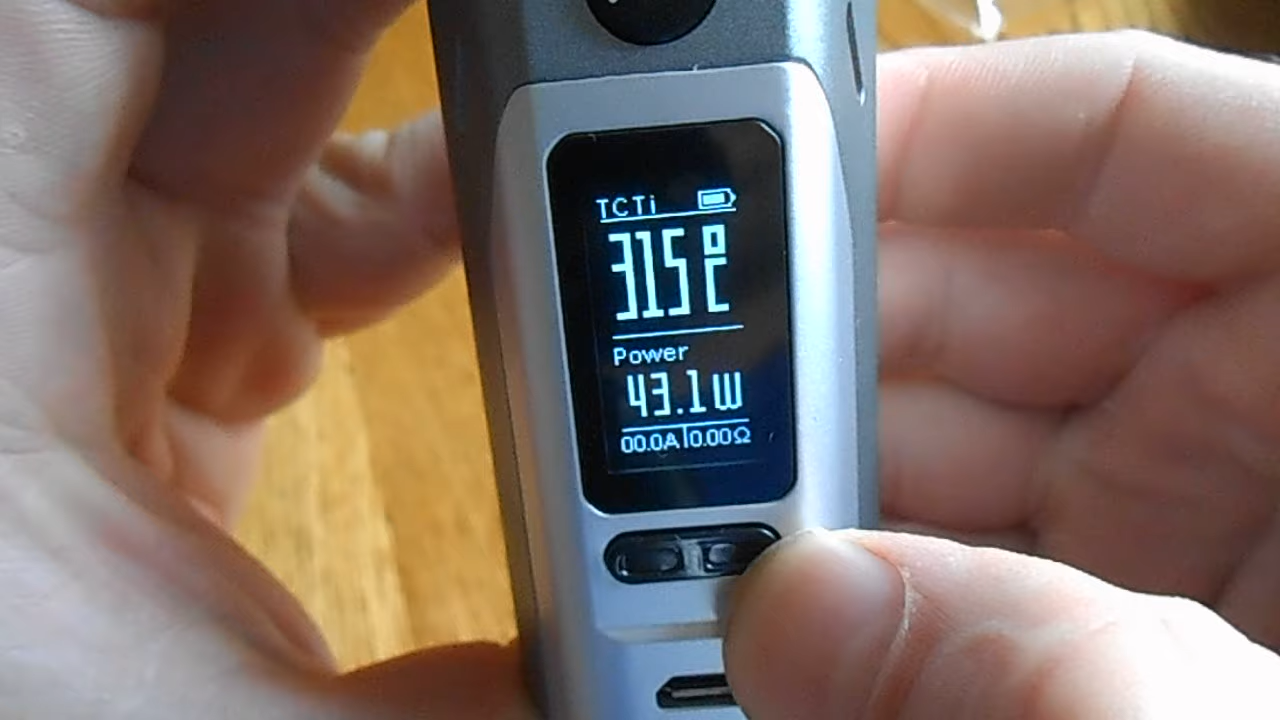 TCTi
315°C
Power
43.1W
00.0A|0.00Ω